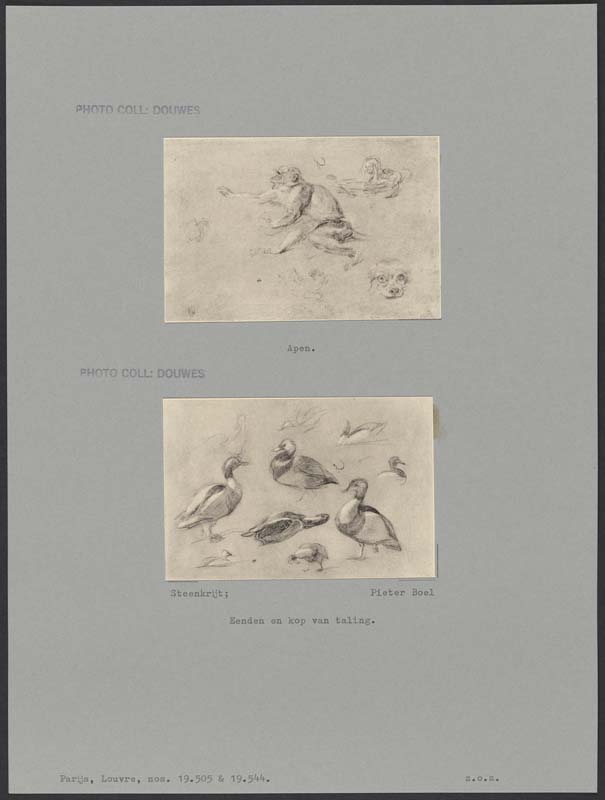 PHOTO COLL: DOUWES
Apen.
PHOTO COLL: DOUWES
Steenkrijt; Pieter Boel
Eenden en kop van taling.
Parijs, Louvre, nos. 19.505 & 19.544. z.o.z.